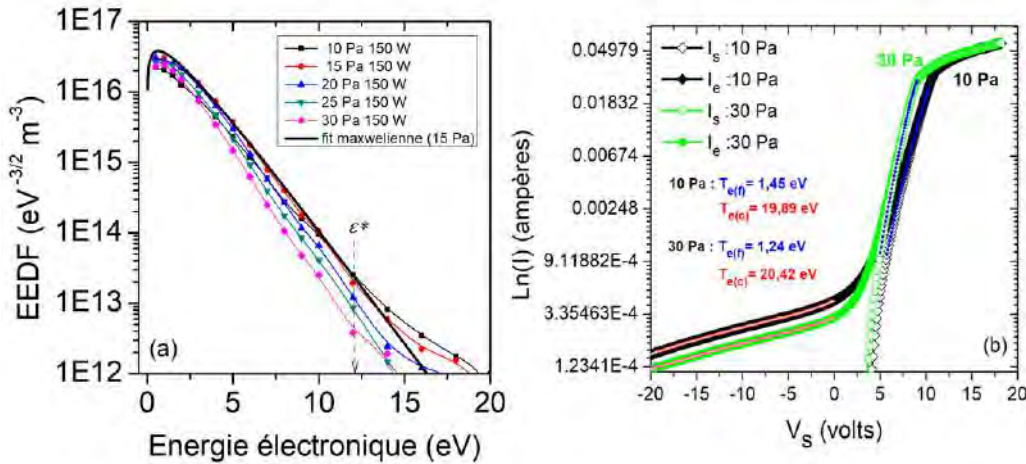 1E17
1E16
1E15
1E14
1E13
1E12
EEDF (eV⁻³/² m⁻³)
10 Pa 150 W
15 Pa 150 W
20 Pa 150 W
25 Pa 150 W
30 Pa 150 W
fit maxwelienne (15 Pa)
ε*
(a)
0 5 10 15 20
Energie électronique (eV)
0.04979
0.01832
0.00674
0.00248
9.11882E-4
3.35463E-4
1.2341E-4
Ln(I) (ampères)
Iₛ :10 Pa
Iₑ :10 Pa
Iₛ :30 Pa
Iₑ :30 Pa
30 Pa
10 Pa
10 Pa : Tₑ₍f₎= 1,45 eV
Tₑ₍c₎= 19,89 eV
30 Pa : Tₑ₍f₎= 1,24 eV
Tₑ₍c₎= 20,42 eV
(b)
-20 -15 -10 -5 0 5 10 15 20
V_S (volts)